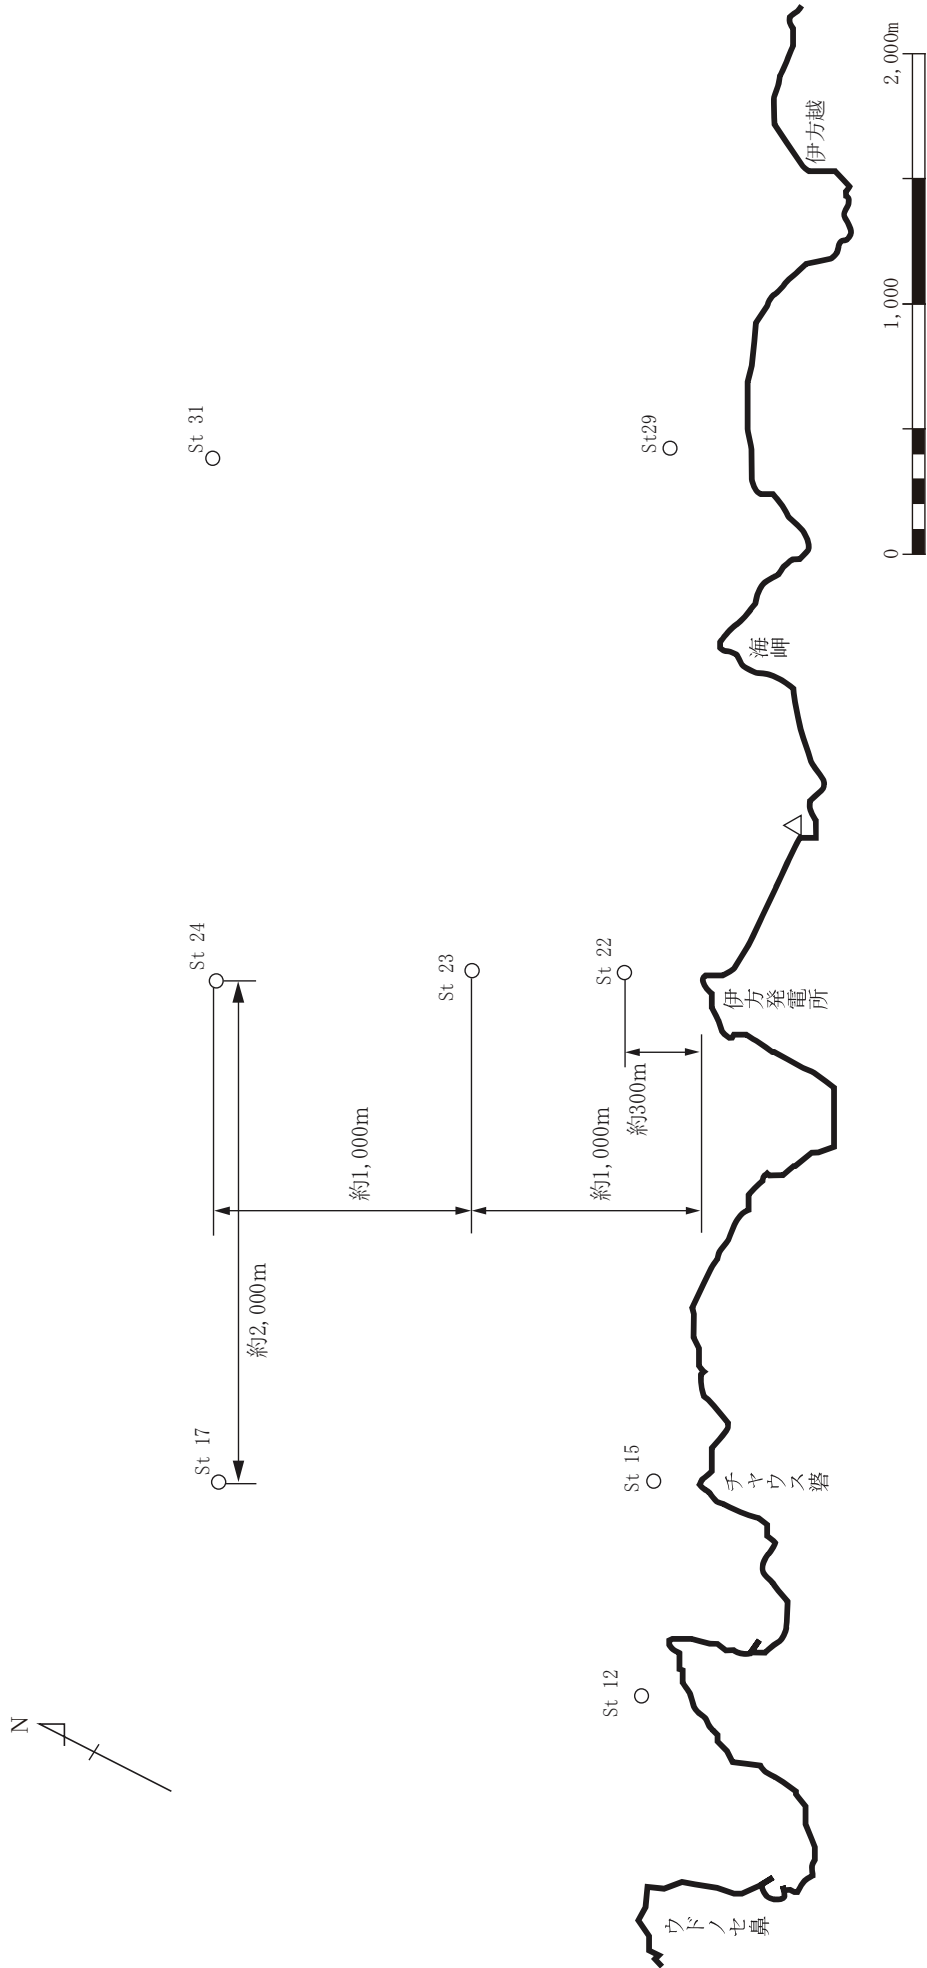 N
St 31
St29
St 24
St 23
St 22
St 17
St 15
St 12
約2,000m
約1,000m
約1,000m
約300m
ウドノセ鼻
チャウス碆
伊方発電所
海岬
伊方越
0
1,000
2,000m